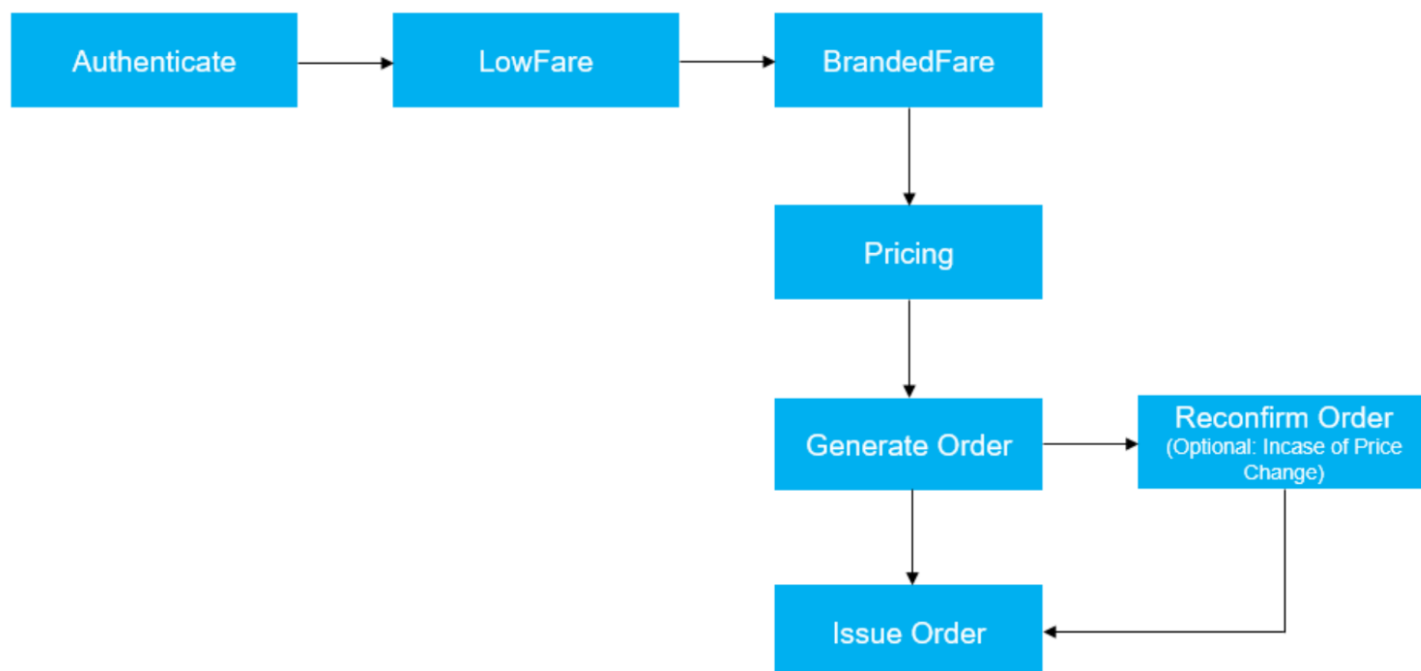 Authenticate
LowFare
BrandedFare
Pricing
Generate Order
Reconfirm Order
(Optional: Incase of Price
Change)
Issue Order